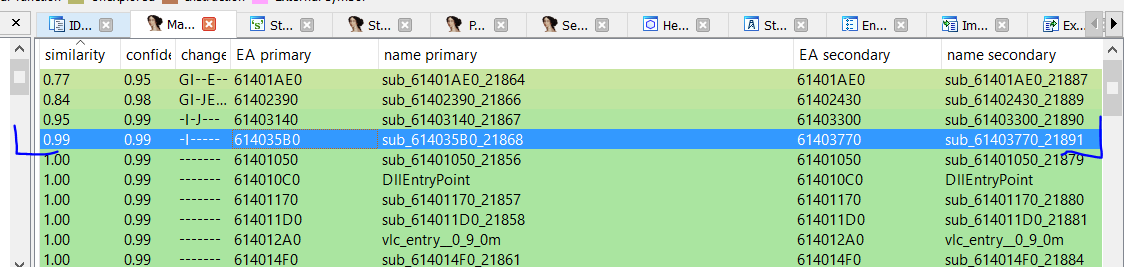 ID...
Ma...
St...
St...
P...
Se...
He...
St...
En...
Im...
Ex...
similarity confide change EA primary name primary EA secondary name secondary
0.77 0.95 GI--E-- 61401AE0 sub_61401AE0_21864 61401AE0 sub_61401AE0_21887
0.84 0.98 GI-JE... 61402390 sub_61402390_21866 61402430 sub_61402430_21889
0.95 0.99 -I-J--- 61403140 sub_61403140_21867 61403300 sub_61403300_21890
0.99 0.99 -I----- 614035B0 sub_614035B0_21868 61403770 sub_61403770_21891
1.00 0.99 ------- 61401050 sub_61401050_21856 61401050 sub_61401050_21879
1.00 0.99 ------- 614010C0 DllEntryPoint 614010C0 DllEntryPoint
1.00 0.99 ------- 61401170 sub_61401170_21857 61401170 sub_61401170_21880
1.00 0.99 ------- 614011D0 sub_614011D0_21858 614011D0 sub_614011D0_21881
1.00 0.99 ------- 614012A0 vlc_entry__0_9_0m 614012A0 vlc_entry__0_9_0m
1.00 0.99 ------- 614014F0 sub_614014F0_21861 614014F0 sub_614014F0_21884